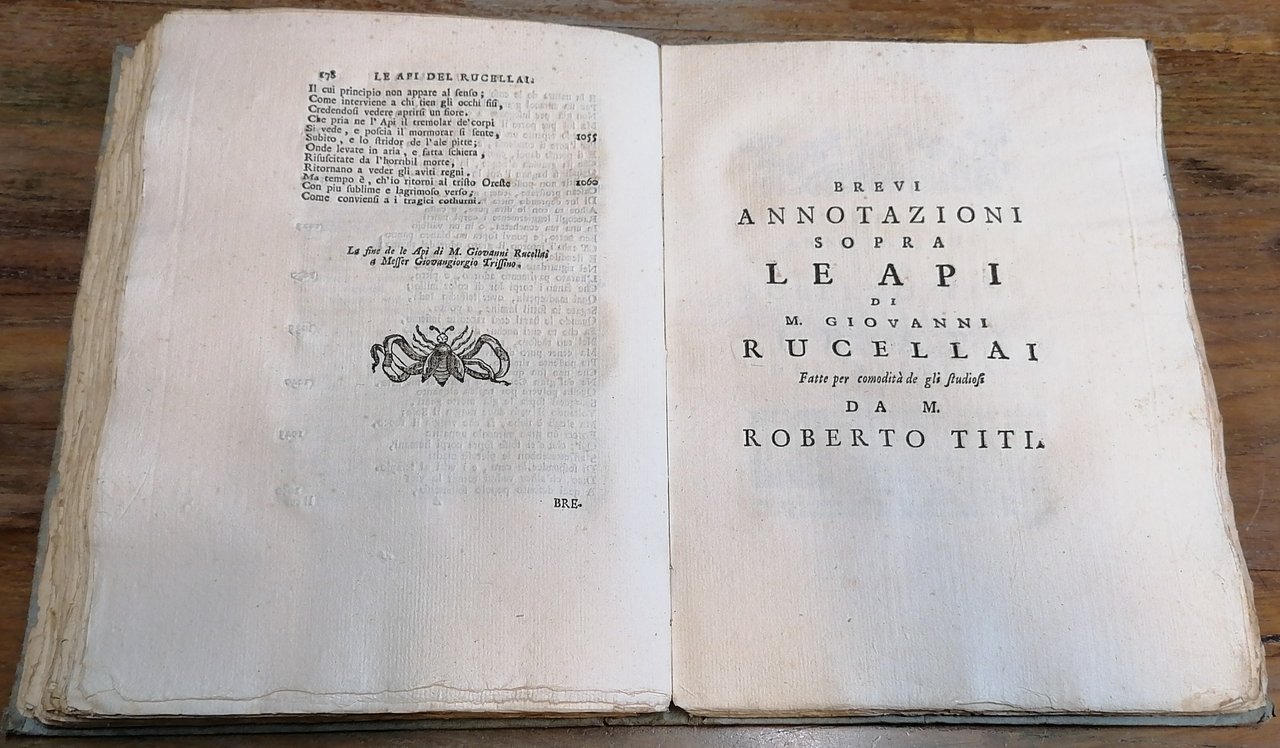 178 LE API DEL RUCELLAI.
Il cui principio non appare al ſenſo;
Come interviene a chi tien gli occhi fiſi,
Credendoſi vedere aprirſi un fiore.
Che pria ne l'Api il tremolar de'corpi
Si vede, e poſcia il mormorar ſi ſente, 1055
Subito, e lo ſtridor de l'ale pitte;
Onde levate in aria, e fatta ſchiera,
Riſuſcitate da l'horribil morte,
Ritornano a veder gli aviti regni.
Ma tempo è, ch'io ritorni al triſto Oreſte 1060
Con piu ſublime e lagrimoſo verſo;
Come convienſi a i tragici cothurni.
La fine de le Api di M. Giovanni Rucellai
a Meſſer Giovangiorgio Triſſino.
BRE-
BREVI
ANNOTAZIONI
SOPRA
LE API
DI
M. GIOVANNI
RUCELLAI
Fatte per comodità de gli ſtudioſi
DA M.
ROBERTO TITI.